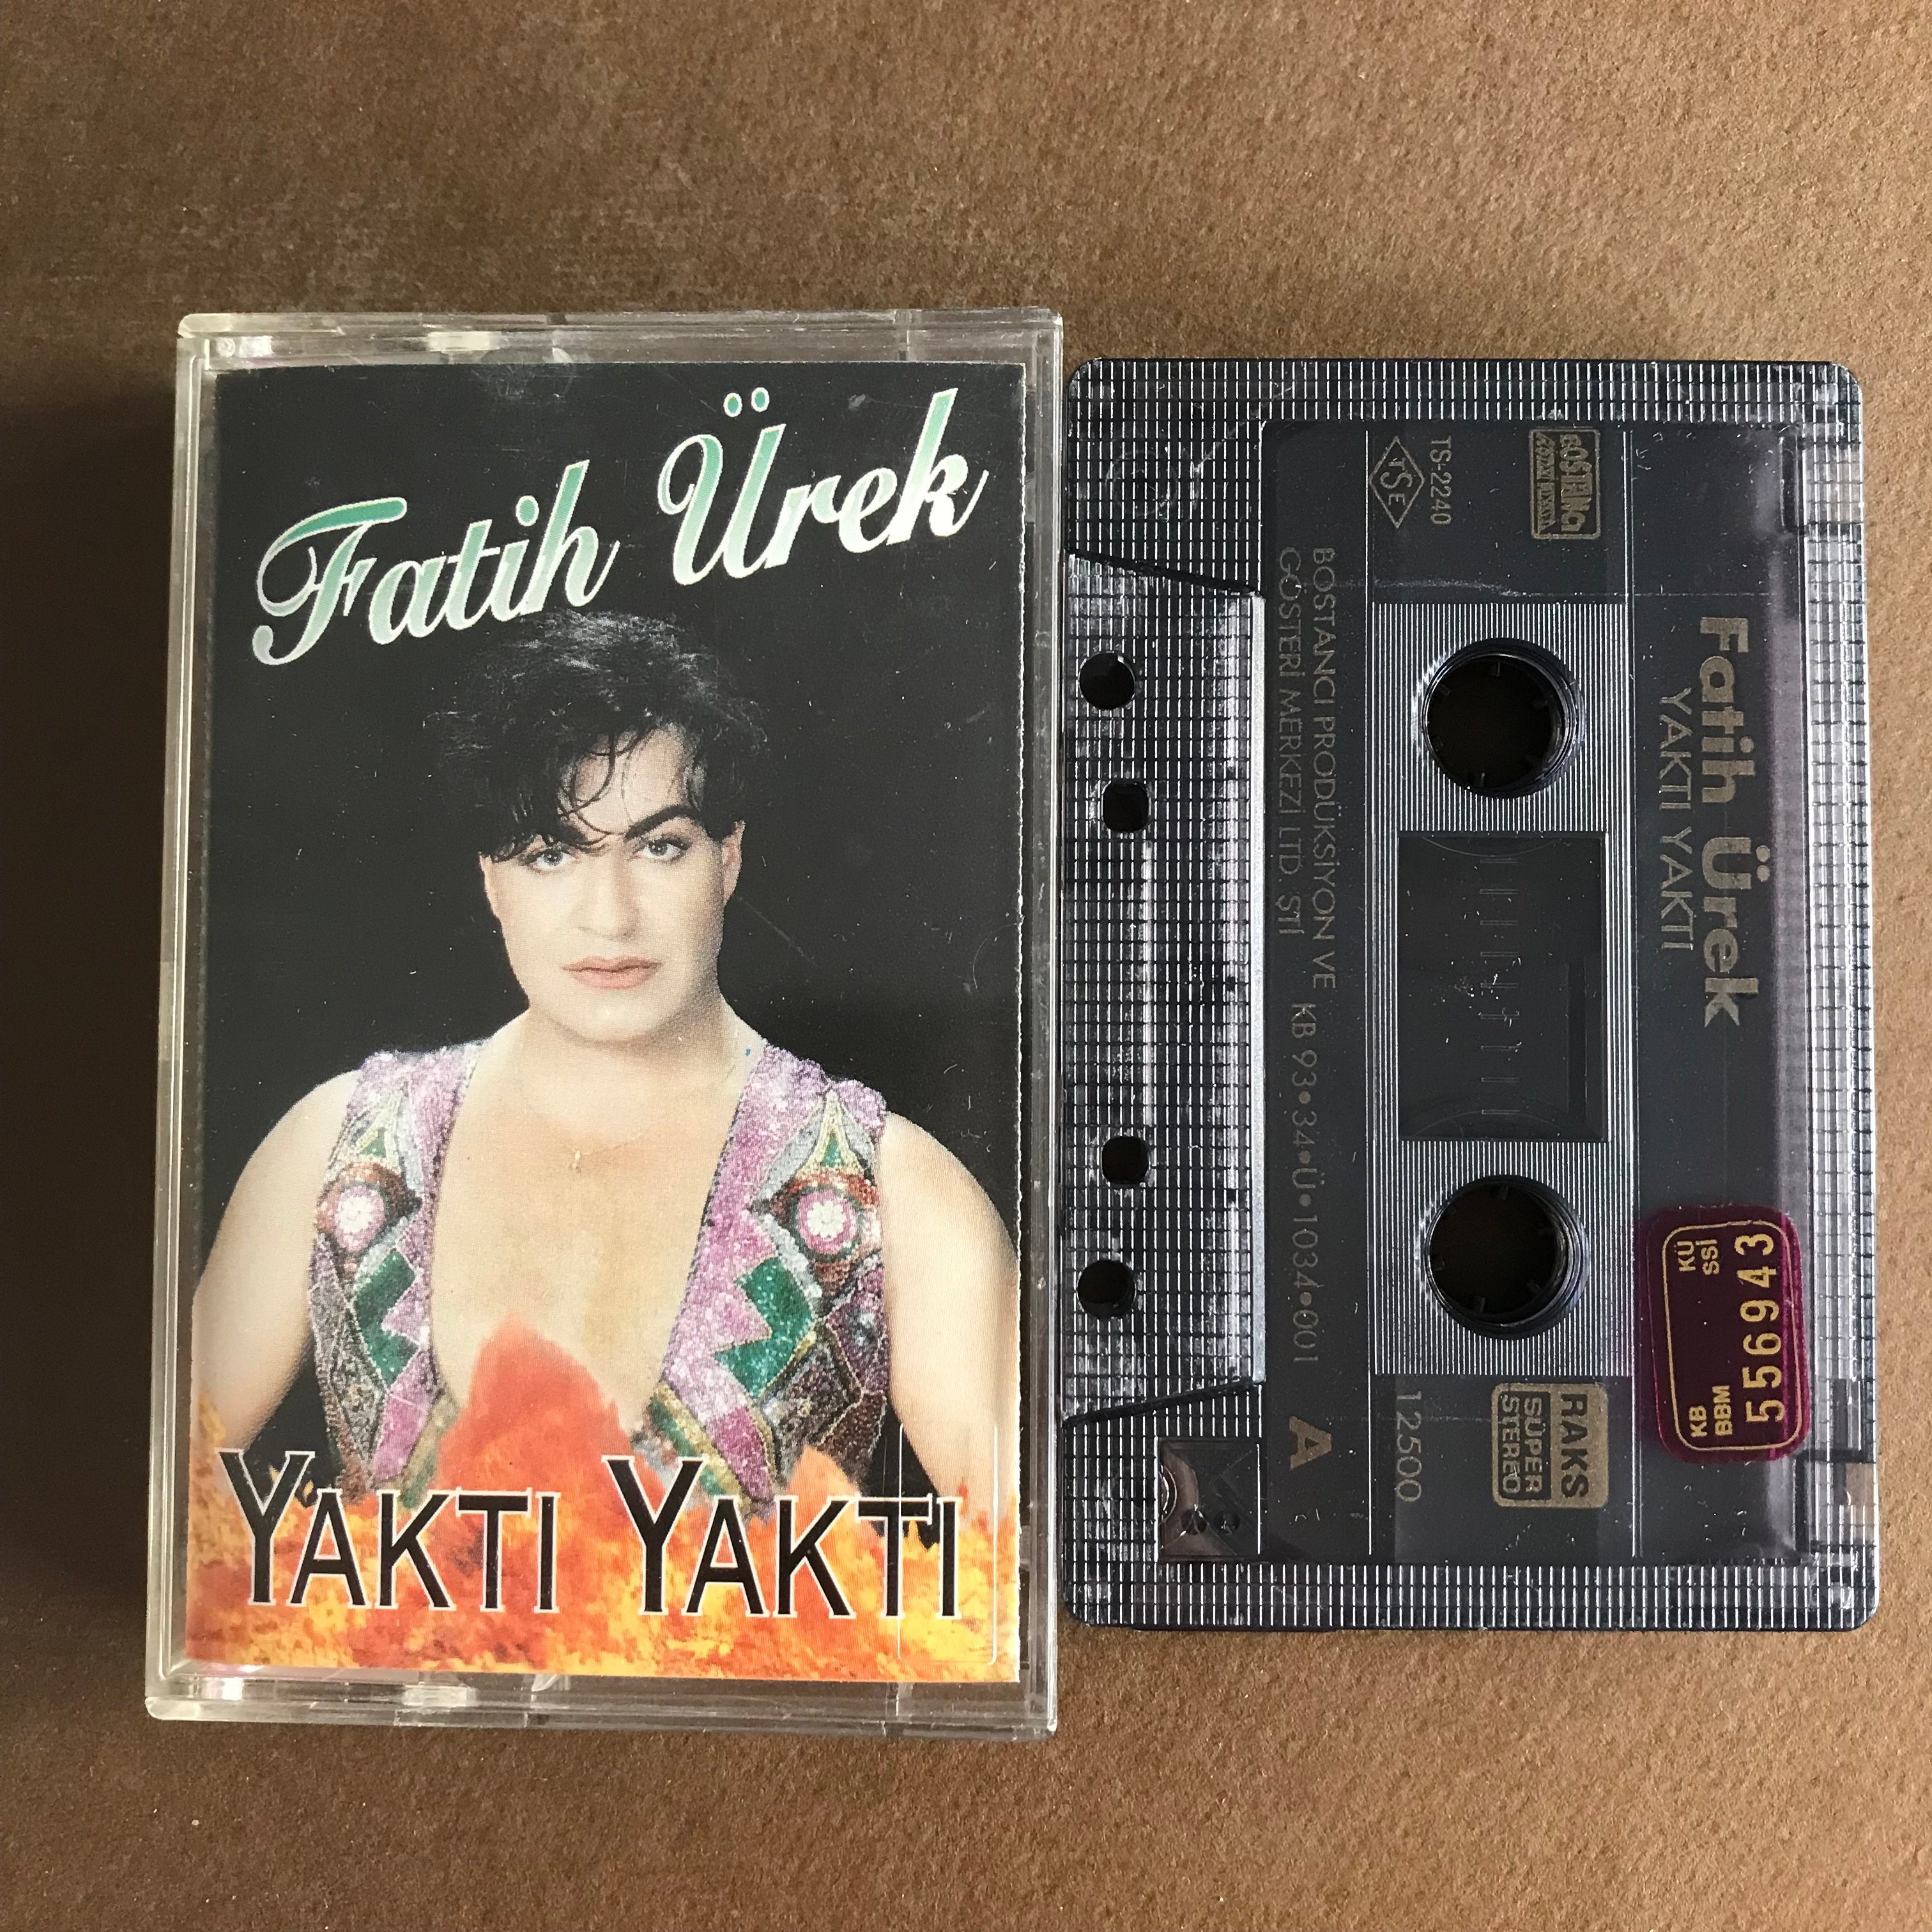 Fatih Ürek
YAKTI YAKTI
Fatih Ürek
YAKTI YAKTI
BOSTANCI
TS-2240
TSE
BOSTANCI PRODÜKSİYON VE
GÖSTERİ MERKEZİ LTD. ŞTİ
KB 93•34•Ü•1034•001
A
RAKS
SÜPER
STEREO
12500
KB
BBM
KÜ
SSİ
556943